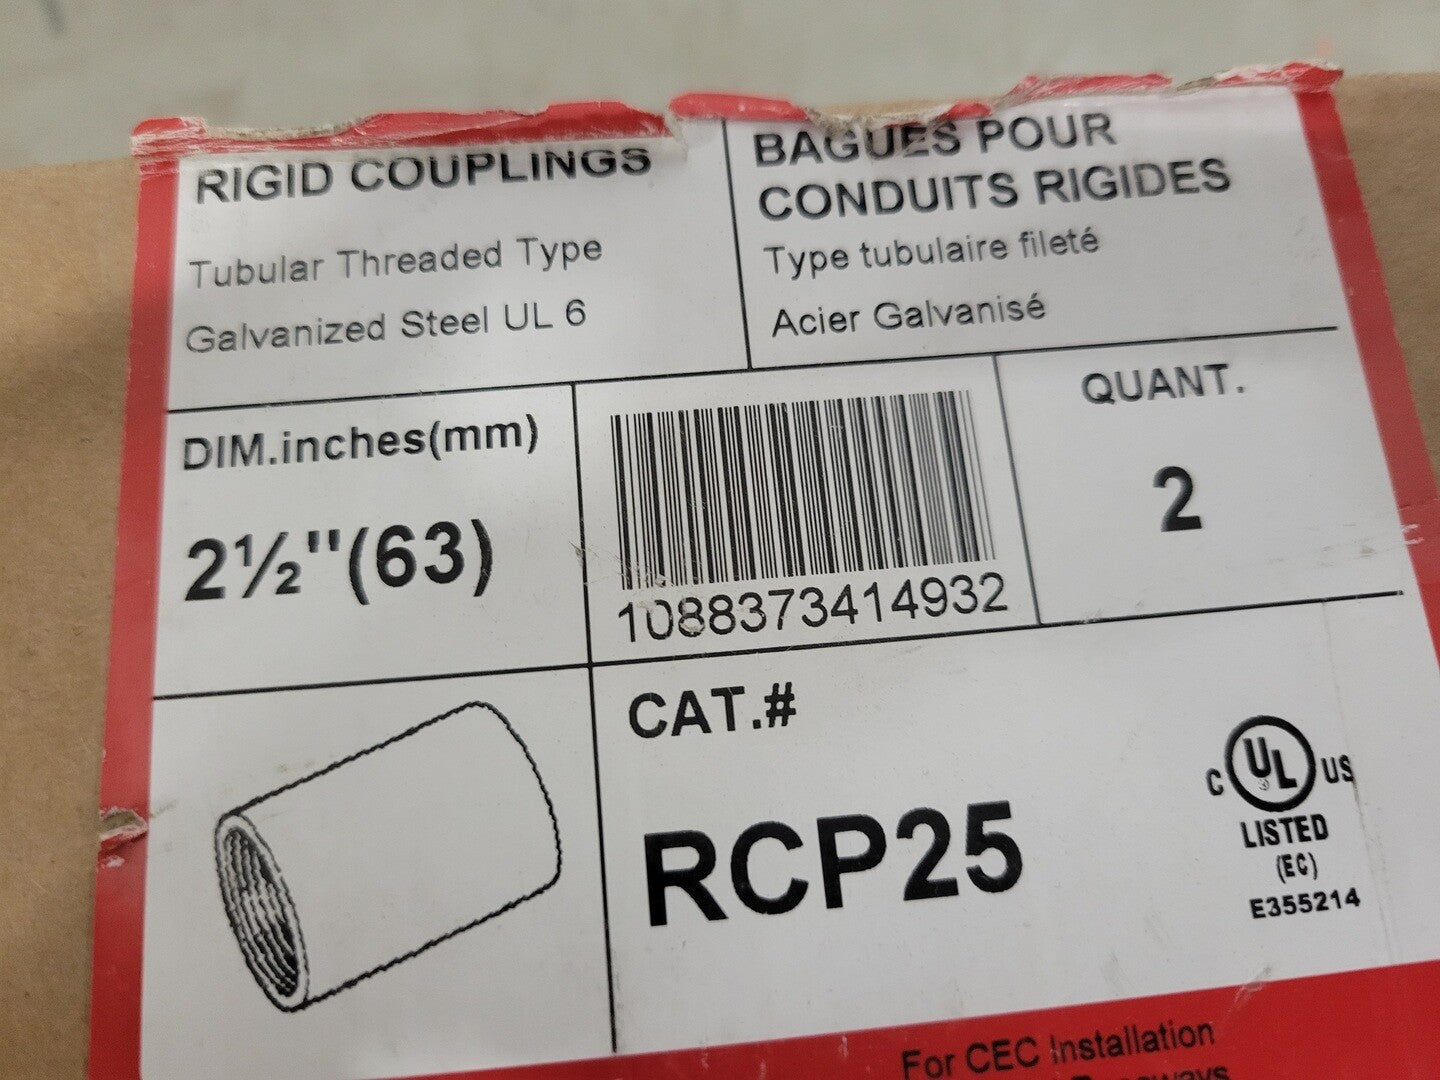 RIGID COUPLINGS
Tubular Threaded Type
Galvanized Steel UL 6
BAGUES POUR
CONDUITS RIGIDES
Type tubulaire fileté
Acier Galvanisé
DIM.inches(mm)
2½"(63)
1088373414932
QUANT.
2
CAT.#
RCP25
C UL US
LISTED
(EC)
E355214
For CEC Installation